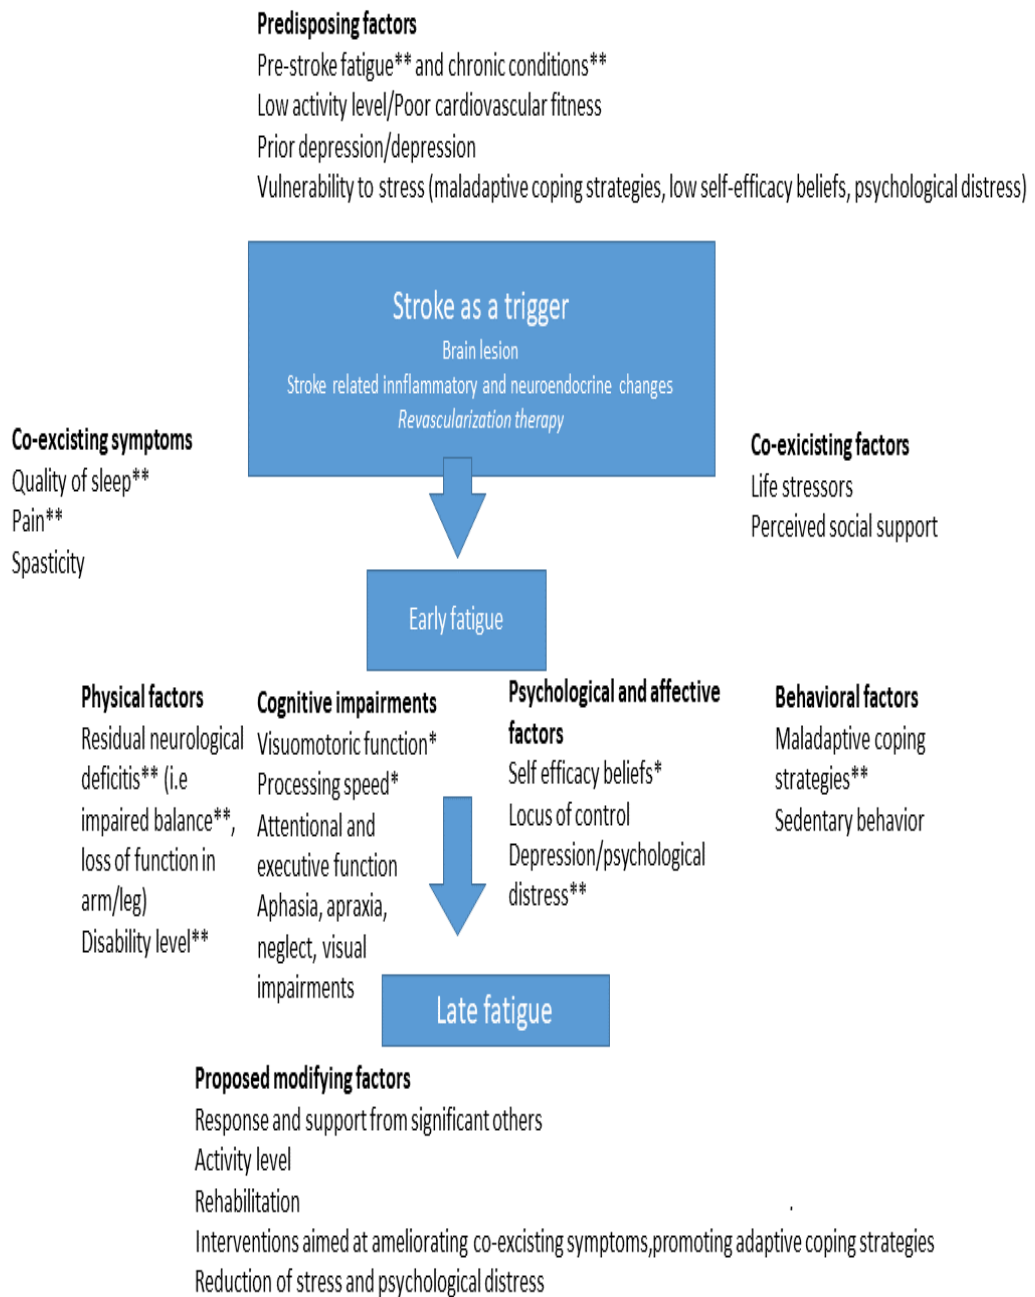 Predisposing factors
Pre-stroke fatigue** and chronic conditions**
Low activity level/Poor cardiovascular fitness
Prior depression/depression
Vulnerability to stress (maladaptive coping strategies, low self-efficacy beliefs, psychological distress)
Stroke as a trigger
Brain lesion
Stroke related innflammatory and neuroendocrine changes
Revascularization therapy
Co-excisting symptoms
Quality of sleep**
Pain**
Spasticity
Co-exicisting factors
Life stressors
Perceived social support
Early fatigue
Physical factors
Residual neurological
deficitis** (i.e
impaired balance**,
loss of function in
arm/leg)
Disability level**
Cognitive impairments
Visuomotoric function*
Processing speed*
Attentional and
executive function
Aphasia, apraxia,
neglect, visual
impairments
Psychological and affective
factors
Self efficacy beliefs*
Locus of control
Depression/psychological
distress**
Behavioral factors
Maladaptive coping
strategies**
Sedentary behavior
Late fatigue
Proposed modifying factors
Response and support from significant others
Activity level
Rehabilitation
Interventions aimed at ameliorating co-excisting symptoms,promoting adaptive coping strategies
Reduction of stress and psychological distress